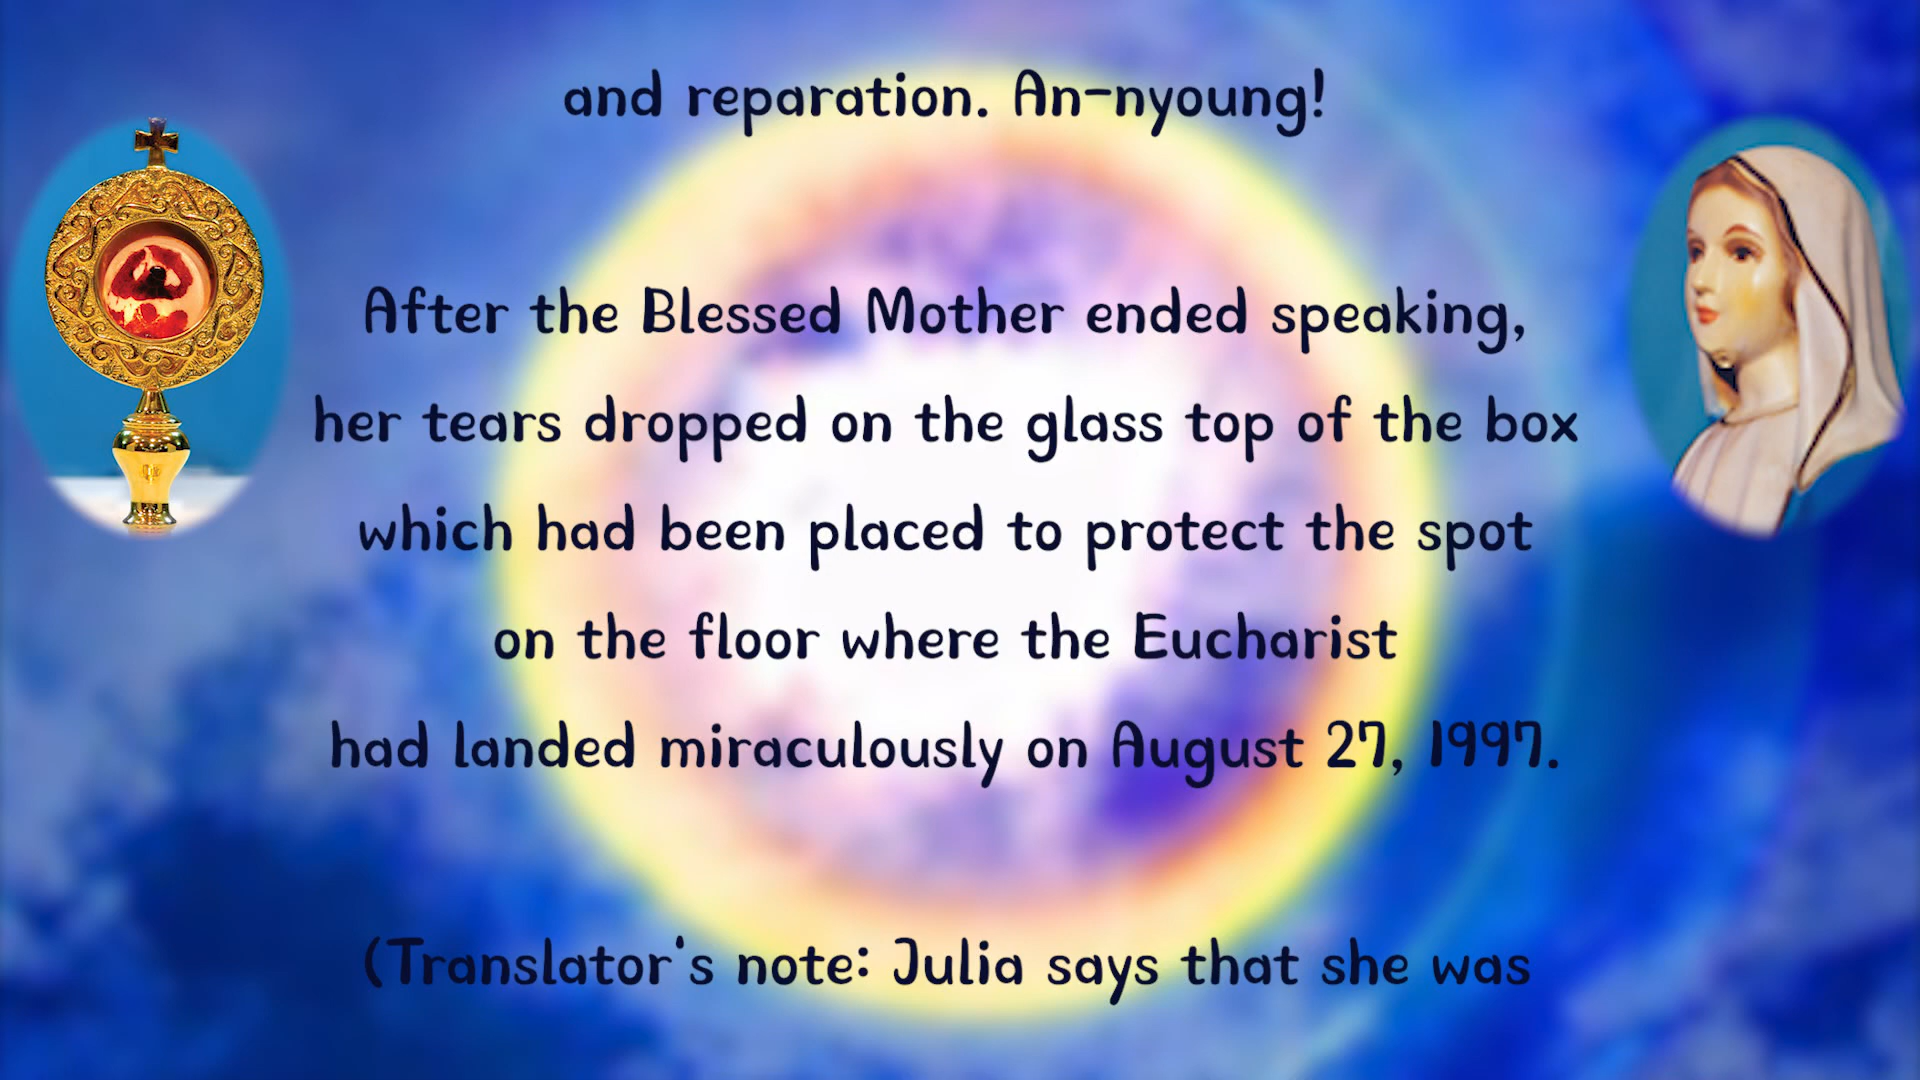 and reparation. An-nyoung!
After the Blessed Mother ended speaking,
her tears dropped on the glass top of the box
which had been placed to protect the spot
on the floor where the Eucharist
had landed miraculously on August 27, 1997.
(Translator's note: Julia says that she was